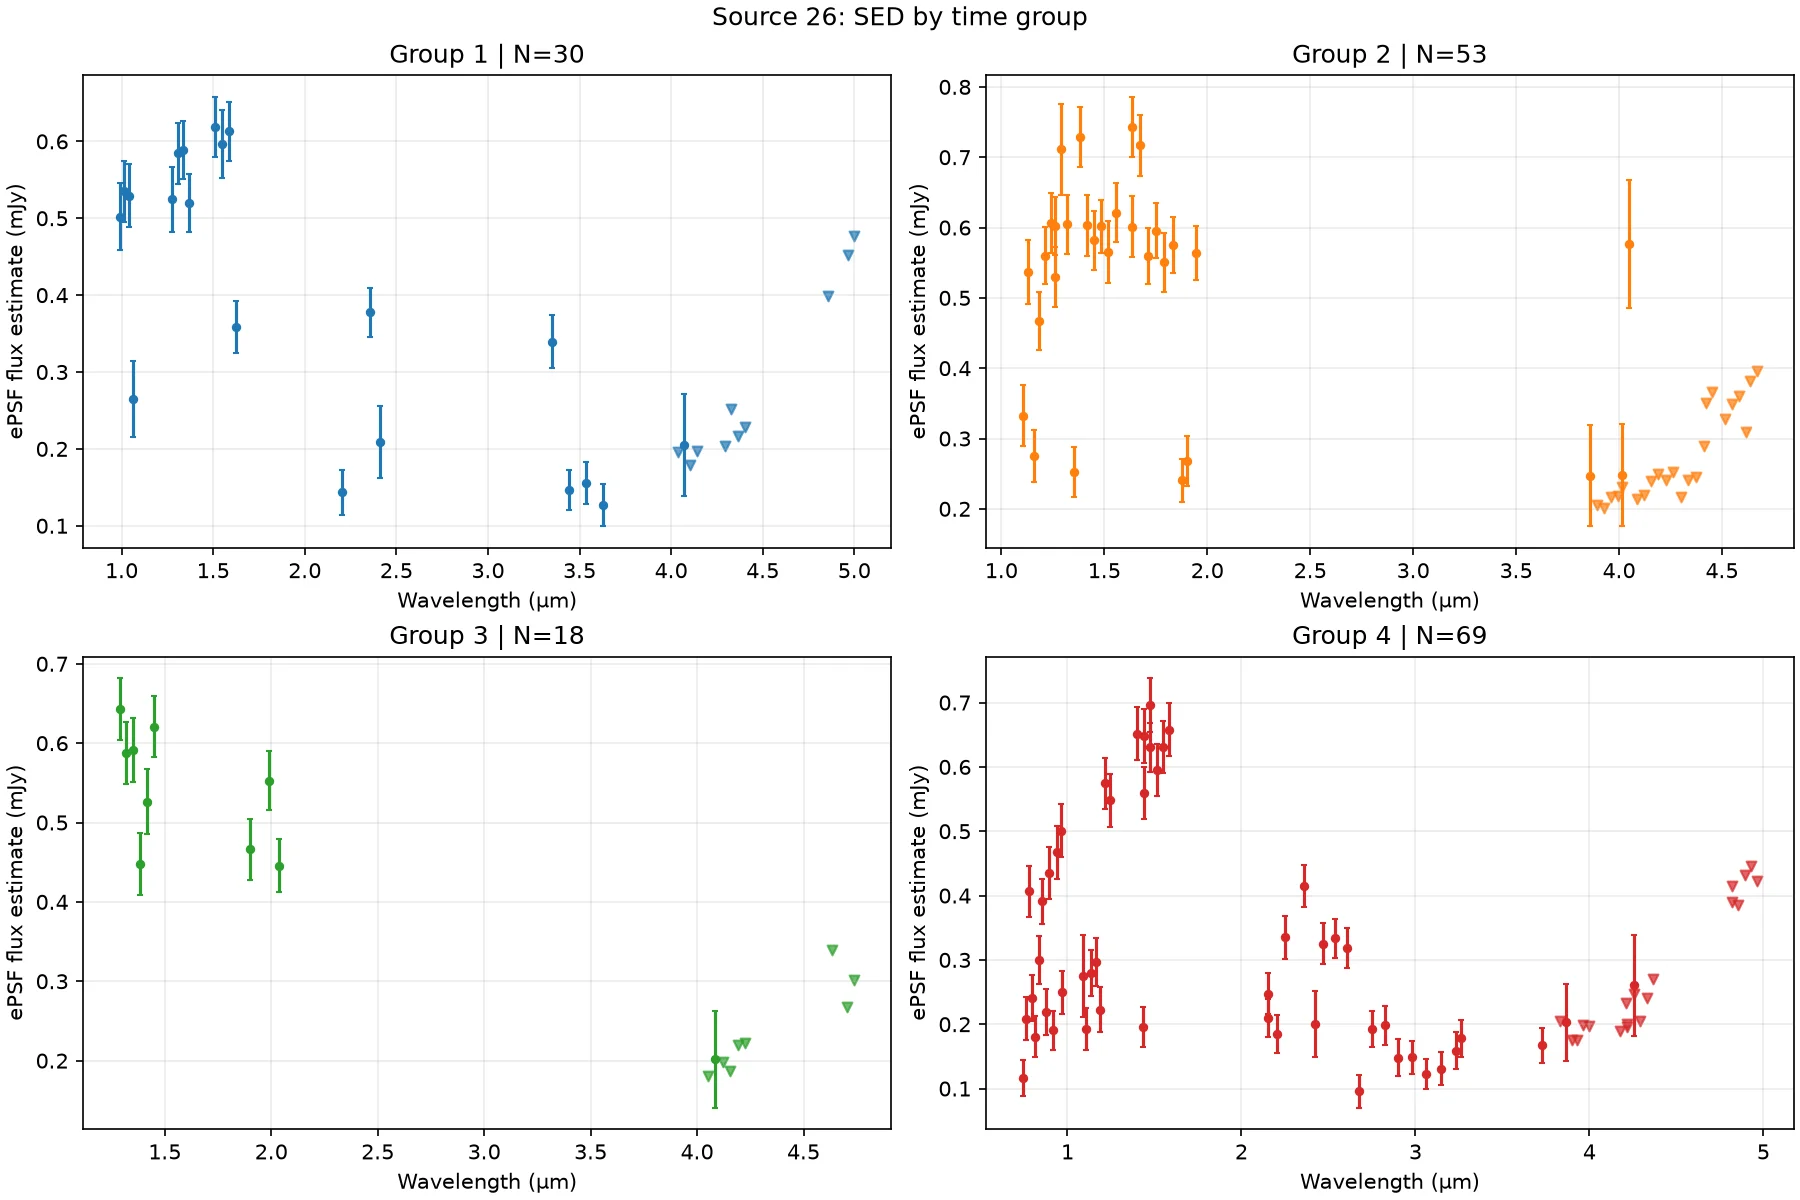 Source 26: SED by time group
Group 1 | N=30
ePSF flux estimate (mJy)
0.6
0.5
0.4
0.3
0.2
0.1
1.0 1.5 2.0 2.5 3.0 3.5 4.0 4.5 5.0
Wavelength (μm)
Group 2 | N=53
ePSF flux estimate (mJy)
0.8
0.7
0.6
0.5
0.4
0.3
0.2
1.0 1.5 2.0 2.5 3.0 3.5 4.0 4.5
Wavelength (μm)
Group 3 | N=18
ePSF flux estimate (mJy)
0.7
0.6
0.5
0.4
0.3
0.2
1.5 2.0 2.5 3.0 3.5 4.0 4.5
Wavelength (μm)
Group 4 | N=69
ePSF flux estimate (mJy)
0.7
0.6
0.5
0.4
0.3
0.2
0.1
1 2 3 4 5
Wavelength (μm)